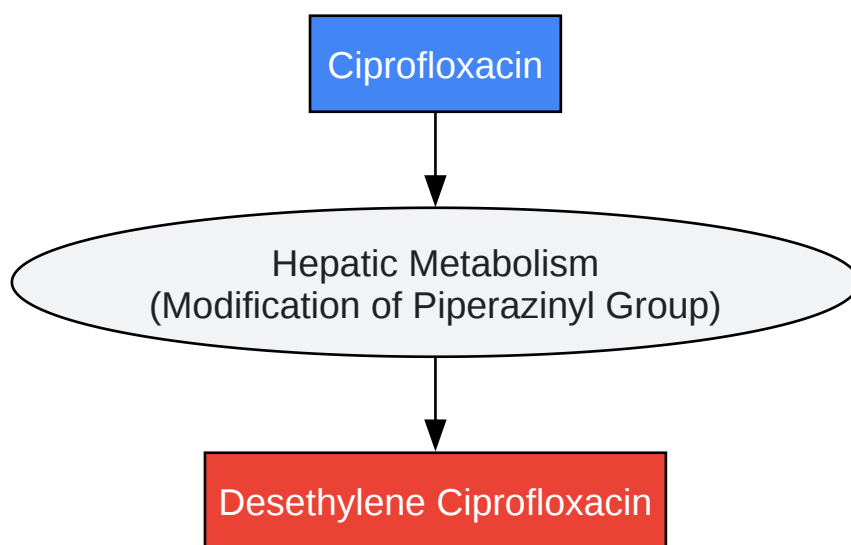 Ciprofloxacin
Hepatic Metabolism
(Modification of Piperazinyl Group)
Desethylene Ciprofloxacin